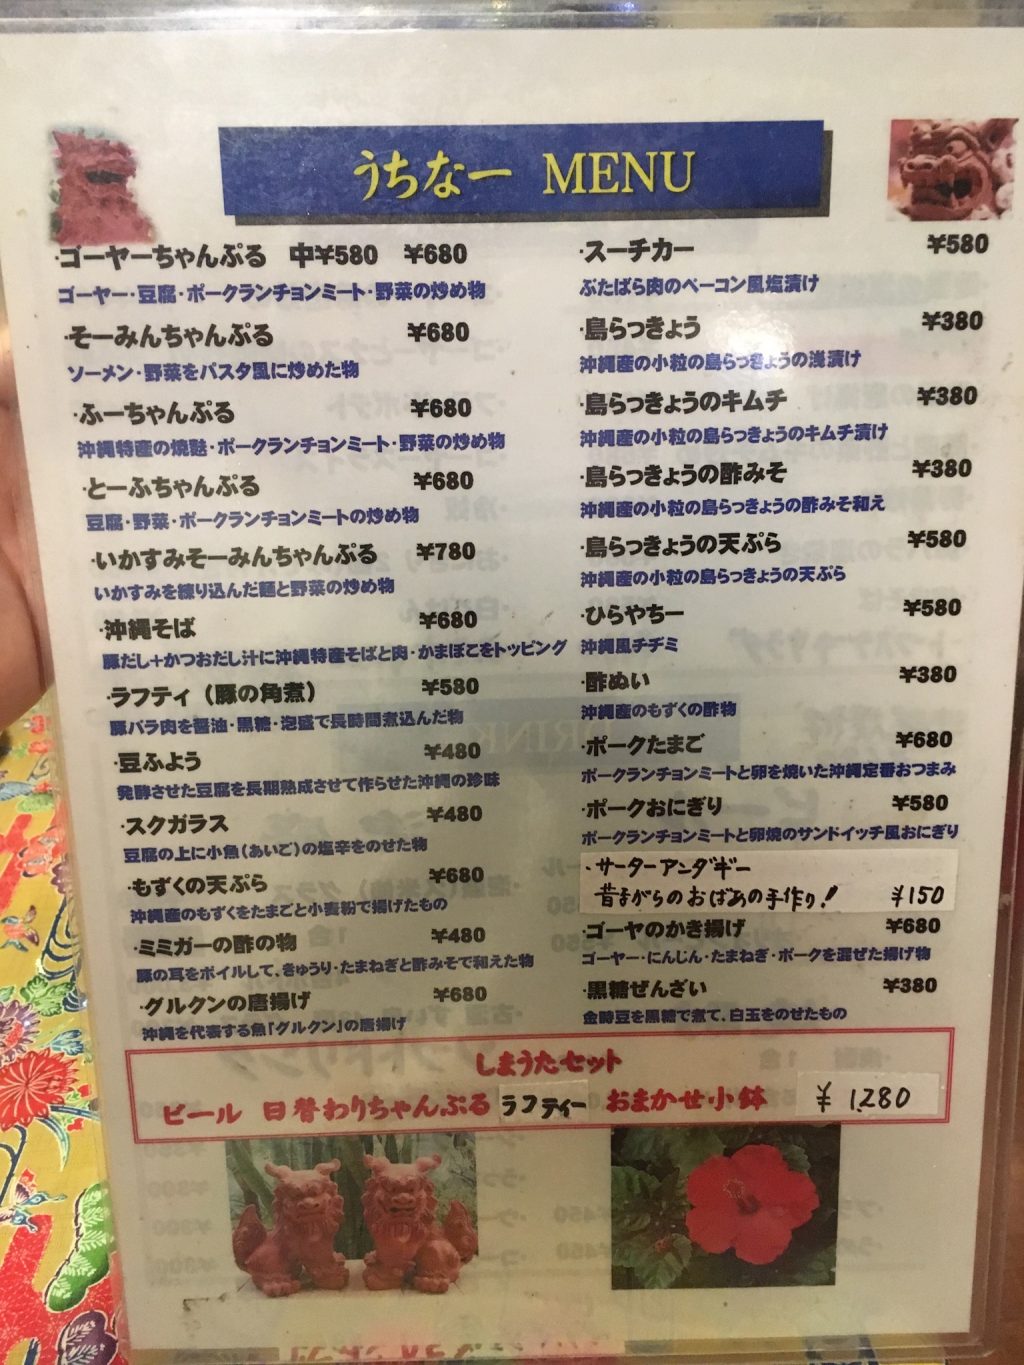 うちなー MENU
・ゴーヤーちゃんぷる 中¥580 ¥680
ゴーヤー・豆腐・ポークランチョンミート・野菜の炒め物
・そーみんちゃんぷる ¥680
ソーメン・野菜をパスタ風に炒めた物
・ふーちゃんぷる ¥680
沖縄特産の焼麩・ポークランチョンミート・野菜の炒め物
・とーふちゃんぷる ¥680
豆腐・野菜・ポークランチョンミートの炒め物
・いかすみそーみんちゃんぷる ¥780
いかすみを練り込んだ麺と野菜の炒め物
・沖縄そば ¥680
豚だし+かつおだし汁に沖縄特産そばと肉・かまぼこをトッピング
・ラフティ（豚の角煮） ¥580
豚バラ肉を醤油・黒糖・泡盛で長時間煮込んだ物
・豆ふよう ¥480
発酵させた豆腐を長期熟成させて作らせた沖縄の珍味
・スクガラス ¥480
豆腐の上に小魚（あいご）の塩辛をのせた物
・もずくの天ぷら ¥680
沖縄産のもずくをたまごと小麦粉で揚げたもの
・ミミガーの酢の物 ¥480
豚の耳をボイルして、きゅうり・たまねぎと酢みそで和えた物
・グルクンの唐揚げ ¥680
沖縄を代表する魚「グルクン」の唐揚げ
・スーチカー ¥580
ぶたばら肉のベーコン風塩漬け
・島らっきょう ¥380
沖縄産の小粒の島らっきょうの浅漬け
・島らっきょうのキムチ ¥380
沖縄産の小粒の島らっきょうのキムチ漬け
・島らっきょうの酢みそ ¥380
沖縄産の小粒の島らっきょうの酢みそ和え
・島らっきょうの天ぷら ¥580
沖縄産の小粒の島らっきょうの天ぷら
・ひらやちー ¥580
沖縄風チヂミ
・酢ぬい ¥380
沖縄産のもずくの酢物
・ポークたまご ¥680
ポークランチョンミートと卵を焼いた沖縄定番おつまみ
・ポークおにぎり ¥580
ポークランチョンミートと卵焼のサンドイッチ風おにぎり
・サーターアンダギー
昔ながらのおばあの手作り! ¥150
・ゴーヤのかき揚げ ¥680
ゴーヤー・にんじん・たまねぎ・ポークを混ぜた揚げ物
・黒糖ぜんざい ¥380
金時豆を黒糖で煮て、白玉をのせたもの
しまうたセット
ビール 日替わりちゃんぷる ラフティー おまかせ小鉢 ¥1,280